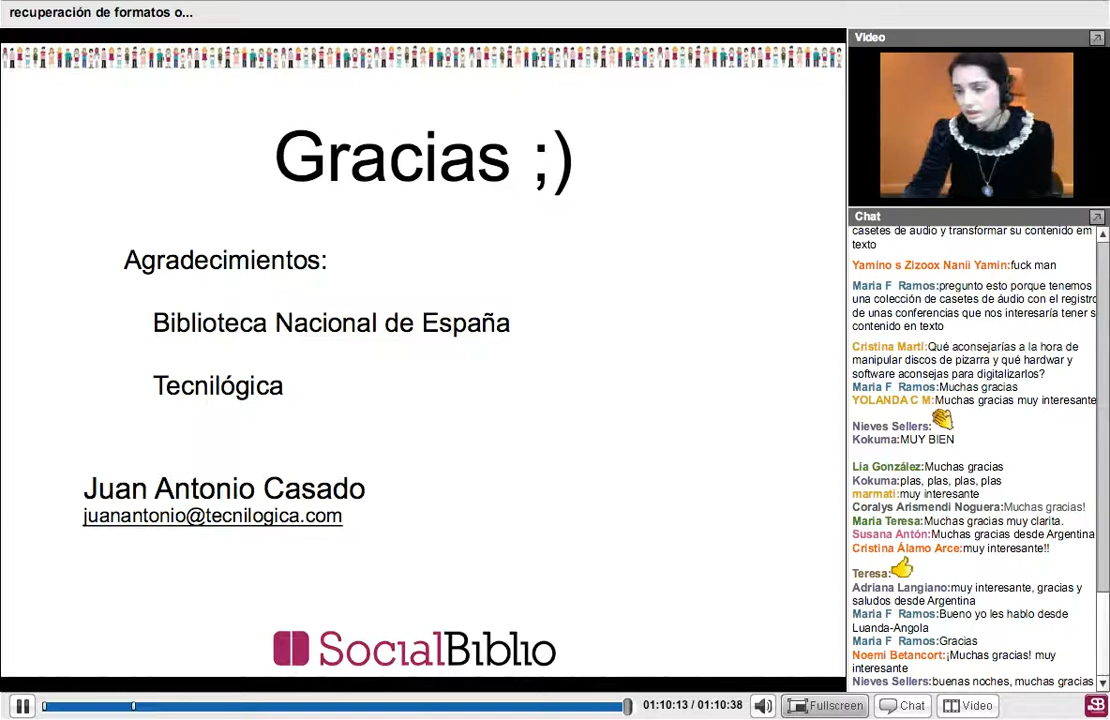 recuperación de formatos o...
Gracias ;)
Agradecimientos:
Biblioteca Nacional de España
Tecnilógica
Juan Antonio Casado
juanantonio@tecnilogica.com
SocialBiblio
Video
Chat
casetes de audio y transformar su contenido em
texto
Yamino s Zizoox Nanii Yamin:fuck man
Maria F Ramos:pregunto esto porque tenemos
una colección de casetes de áudio con el registro
de unas conferencias que nos interesaría tener s
contenido en texto
Cristina Martí:Qué aconsejarías a la hora de
manipular discos de pizarra y qué hardwar y
software aconsejas para digitalizarlos?
Maria F Ramos:Muchas gracias
YOLANDA C M:Muchas gracias muy interesante
Nieves Sellers:
Kokuma:MUY BIEN
Lia González:Muchas gracias
Kokuma:plas, plas, plas, plas
marmati:muy interesante
Coralys Arismendi Noguera:Muchas gracias!
Maria Teresa:Muchas gracias muy clarita.
Susana Antón:Muchas gracias desde Argentina
Cristina Álamo Arce:muy interesante!!
Teresa:
Adriana Langiano:muy interesante, gracias y
saludos desde Argentina
Maria F Ramos:Bueno yo les hablo desde
Luanda-Angola
Maria F Ramos:Gracias
Noemi Betancort:¡Muchas gracias! muy
interesante
Nieves Sellers:buenas noches, muchas gracias
01:10:13 / 01:10:38
Fullscreen
Chat
Video
SB